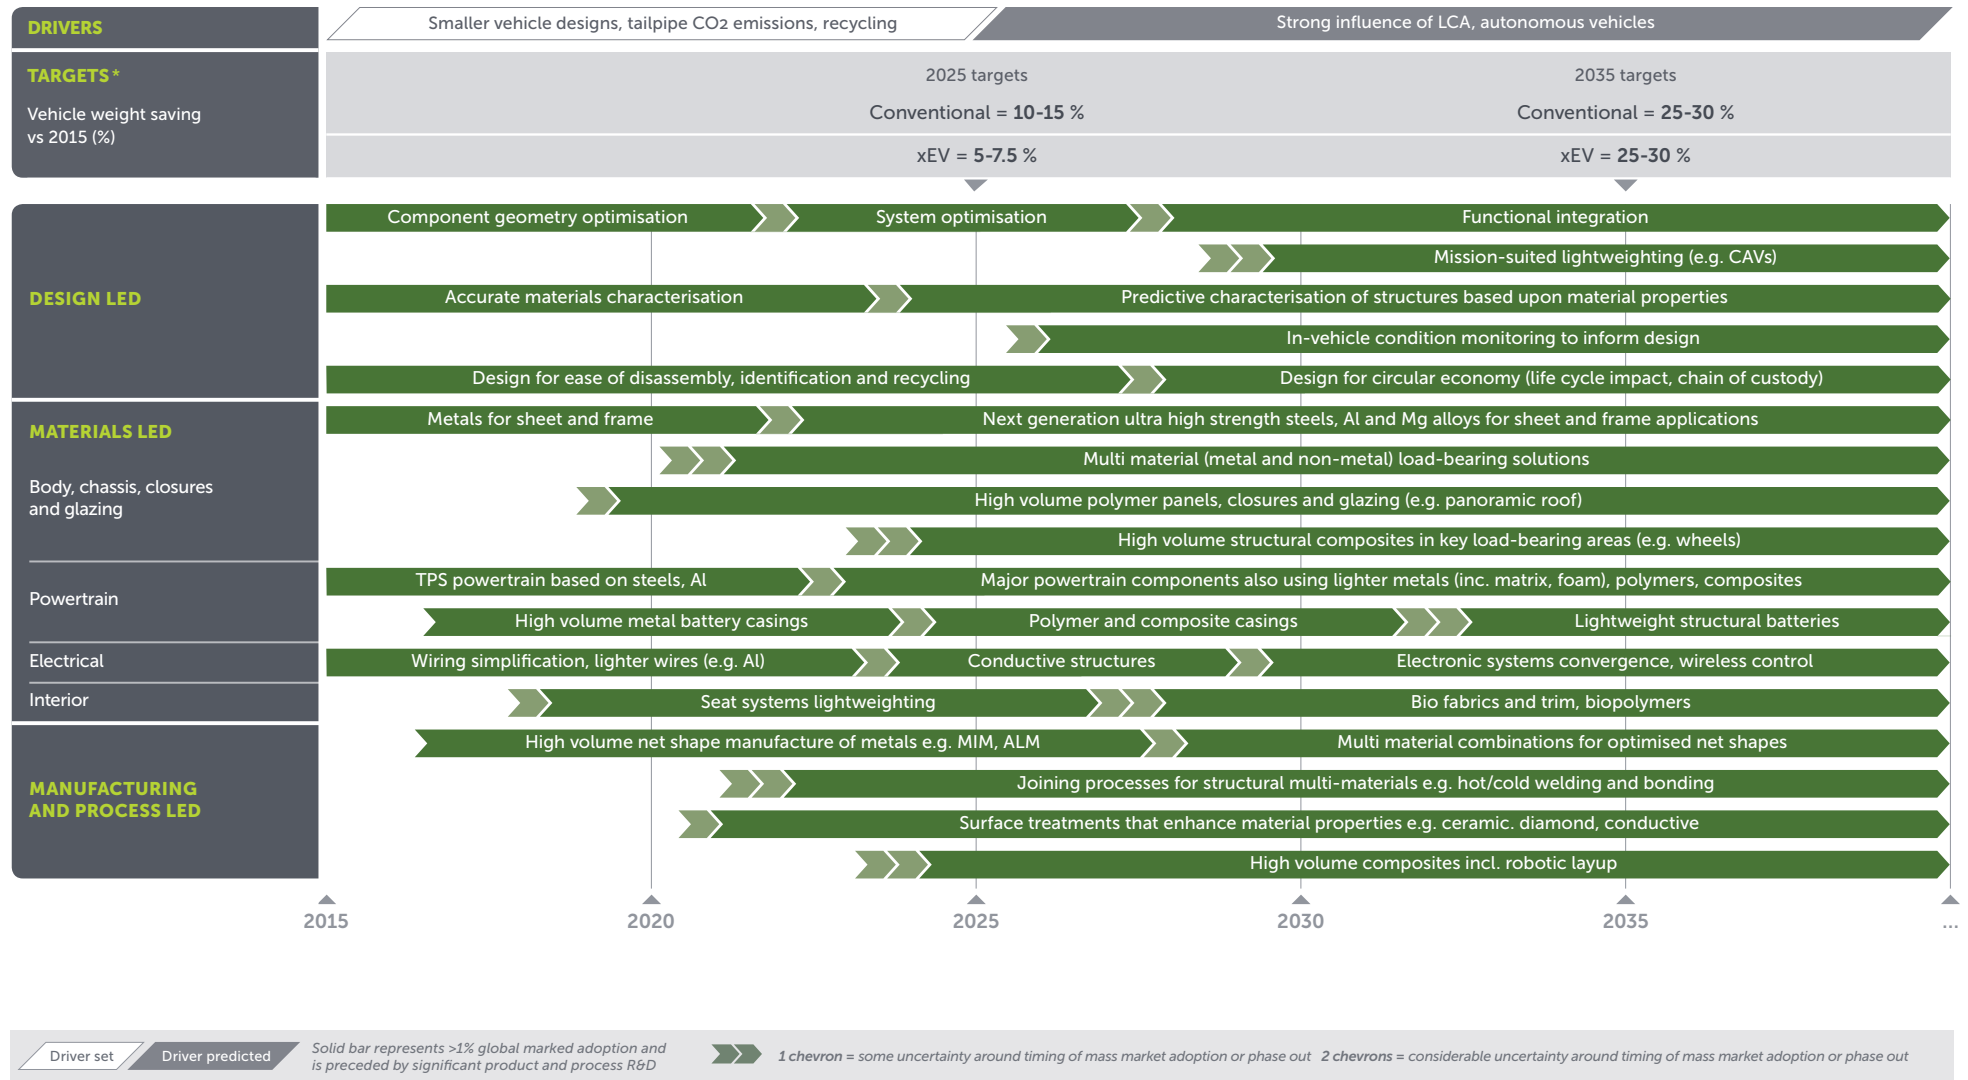 DRIVERS
Smaller vehicle designs, tailpipe CO2 emissions, recycling
Strong influence of LCA, autonomous vehicles
TARGETS*
Vehicle weight saving
vs 2015 (%)
2025 targets
2035 targets
Conventional = 10-15 %
Conventional = 25-30 %
xEV = 5-7.5 %
xEV = 25-30 %
DESIGN LED
Component geometry optimisation
System optimisation
Functional integration
Mission-suited lightweighting (e.g. CAVs)
Accurate materials characterisation
Predictive characterisation of structures based upon material properties
In-vehicle condition monitoring to inform design
Design for ease of disassembly, identification and recycling
Design for circular economy (life cycle impact, chain of custody)
MATERIALS LED
Body, chassis, closures
and glazing
Metals for sheet and frame
Next generation ultra high strength steels, Al and Mg alloys for sheet and frame applications
Multi material (metal and non-metal) load-bearing solutions
High volume polymer panels, closures and glazing (e.g. panoramic roof)
High volume structural composites in key load-bearing areas (e.g. wheels)
Powertrain
TPS powertrain based on steels, Al
Major powertrain components also using lighter metals (inc. matrix, foam), polymers, composites
High volume metal battery casings
Polymer and composite casings
Lightweight structural batteries
Electrical
Wiring simplification, lighter wires (e.g. Al)
Conductive structures
Electronic systems convergence, wireless control
Interior
Seat systems lightweighting
Bio fabrics and trim, biopolymers
MANUFACTURING
AND PROCESS LED
High volume net shape manufacture of metals e.g. MIM, ALM
Multi material combinations for optimised net shapes
Joining processes for structural multi-materials e.g. hot/cold welding and bonding
Surface treatments that enhance material properties e.g. ceramic. diamond, conductive
High volume composites incl. robotic layup
2015
2020
2025
2030
2035
...
Driver set
Driver predicted
Solid bar represents >1% global marked adoption and
is preceded by significant product and process R&D
1 chevron = some uncertainty around timing of mass market adoption or phase out
2 chevrons = considerable uncertainty around timing of mass market adoption or phase out